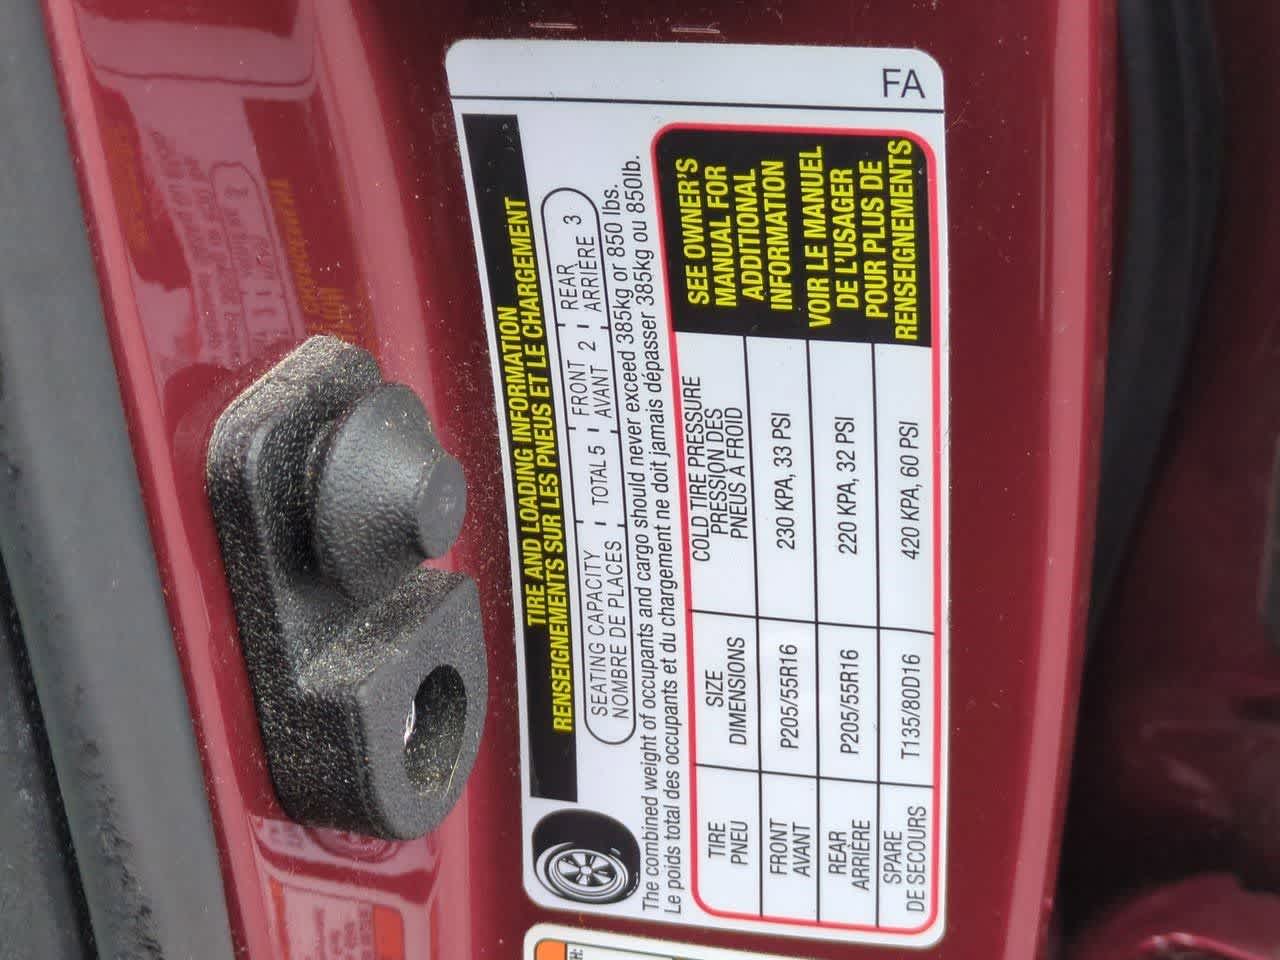 FA
TIRE AND LOADING INFORMATION
RENSEIGNEMENTS SUR LES PNEUS ET LE CHARGEMENT
SEATING CAPACITY TOTAL 5 FRONT 2 REAR 3
NOMBRE DE PLACES AVANT ARRIÈRE
The combined weight of occupants and cargo should never exceed 385kg or 850 lbs.
Le poids total des occupants et du chargement ne doit jamais dépasser 385kg ou 850lb.
TIRE SIZE COLD TIRE PRESSURE
PNEU DIMENSIONS PRESSION DES
PNEUS À FROID
FRONT P205/55R16 230 KPA, 33 PSI
AVANT
REAR P205/55R16 220 KPA, 32 PSI
ARRIÈRE
SPARE T135/80D16 420 KPA, 60 PSI
DE SECOURS
SEE OWNER'S
MANUAL FOR
ADDITIONAL
INFORMATION
VOIR LE MANUEL
DE L'USAGER
POUR PLUS DE
RENSEIGNEMENTS